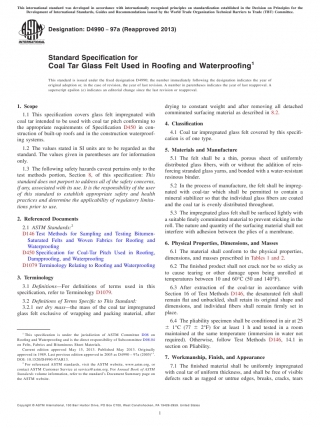 This international standard was developed in accordance with internationally recognized principles on standardization established in the Decision on Principles for the
Development of International Standards, Guides and Recommendations issued by the World Trade Organization Technical Barriers to Trade (TBT) Committee.
Designation: D4990 − 97a (Reapproved 2013)
Standard Specification for
Coal Tar Glass Felt Used in Roofing and Waterproofing1
This standard is issued under the fixed designation D4990; the number immediately following the designation indicates the year of
original adoption or, in the case of revision, the year of last revision. A number in parentheses indicates the year of last reapproval. A
superscript epsilon (ε) indicates an editorial change since the last revision or reapproval.
1. Scope
1.1 This specification covers glass felt impregnated with
coal tar intended to be used with coal tar pitch conforming to
the appropriate requirements of Specification D450 in con-
struction of built-up roofs and in the construction waterproof-
ing systems.
1.2 The values stated in SI units are to be regarded as the
standard. The values given in parentheses are for information
only.
1.3 The following safety hazards caveat pertains only to the
test methods portion, Section 8, of this specification: This
standard does not purport to address all of the safety concerns,
if any, associated with its use. It is the responsibility of the user
of this standard to establish appropriate safety and health
practices and determine the applicability of regulatory limita-
tions prior to use.
2. Referenced Documents
2.1 ASTM Standards:2
D146 Test Methods for Sampling and Testing Bitumen-
Saturated Felts and Woven Fabrics for Roofing and
Waterproofing
D450 Specification for Coal-Tar Pitch Used in Roofing,
Dampproofing, and Waterproofing
D1079 Terminology Relating to Roofing and Waterproofing
3. Terminology
3.1 Definitions—For definitions of terms used in this
specification, refer to Terminology D1079.
3.2 Definitions of Terms Specific to This Standard:
3.2.1 net dry mass—the mass of the coal tar impregnated
glass felt exclusive of wrapping and packing material, after
1 This specification is under the jurisdiction of ASTM Committee D08 on
Roofing and Waterproofing and is the direct responsibility of Subcommittee D08.04
on Felts, Fabrics and Bituminous Sheet Materials.
Current edition approved May 15, 2013. Published May 2013. Originally
approved in 1989. Last previous edition approved in 2005 as D4990 – 97a (2005)ε1.
DOI: 10.1520/D4990-97AR13.
2 For referenced ASTM standards, visit the ASTM website, www.astm.org, or
contact ASTM Customer Service at service@astm.org. For Annual Book of ASTM
Standards volume information, refer to the standard's Document Summary page on
the ASTM website.
drying to constant weight and after removing all detached
comminuted surfacing material as described in 8.2.
4. Classification
4.1 Coal tar impregnated glass felt covered by this specifi-
cation is of one type.
5. Materials and Manufacture
5.1 The felt shall be a thin, porous sheet of uniformly
distributed glass fibers, with or without the addition of rein-
forcing stranded glass yarns, and bonded with a water-resistant
resinous binder.
5.2 In the process of manufacture, the felt shall be impreg-
nated with coal-tar which shall be permitted to contain a
mineral stabilizer so that the individual glass fibers are coated
and the coal tar is evenly distributed throughout.
5.3 The impregnated glass felt shall be surfaced lightly with
a suitable finely comminuted material to prevent sticking in the
roll. The nature and quantity of the surfacing material shall not
interfere with adhesion between the plies of a membrane.
6. Physical Properties, Dimensions, and Masses
6.1 The material shall conform to the physical properties,
dimensions, and masses prescribed in Tables 1 and 2.
6.2 The finished product shall not crack nor be so sticky as
to cause tearing or other damage upon being unrolled at
temperatures between 10 and 60°C (50 and 140°F).
6.3 After extraction of the coal-tar in accordance with
Section 10 of Test Methods D146, the desaturated felt shall
remain flat and unbuckled, shall retain its original shape and
dimensions, and individual fibers shall remain firmly set in
place.
6.4 The pliability specimen shall be conditioned in air at 25
± 1°C (77 ± 2°F) for at least 1 h and tested in a room
maintained at the same temperature (immersion in water not
required). Otherwise, follow Test Methods D146, 14.1 in
section on Pliability.
7. Workmanship, Finish, and Appearance
7.1 The finished material shall be uniformly impregnated
with coal tar of uniform thickness, and shall be free of visible
defects such as ragged or untrue edges, breaks, cracks, tears
Copyright © ASTM International, 100 Barr Harbor Drive, PO Box C700, West Conshohocken, PA 19428-2959. United States
1